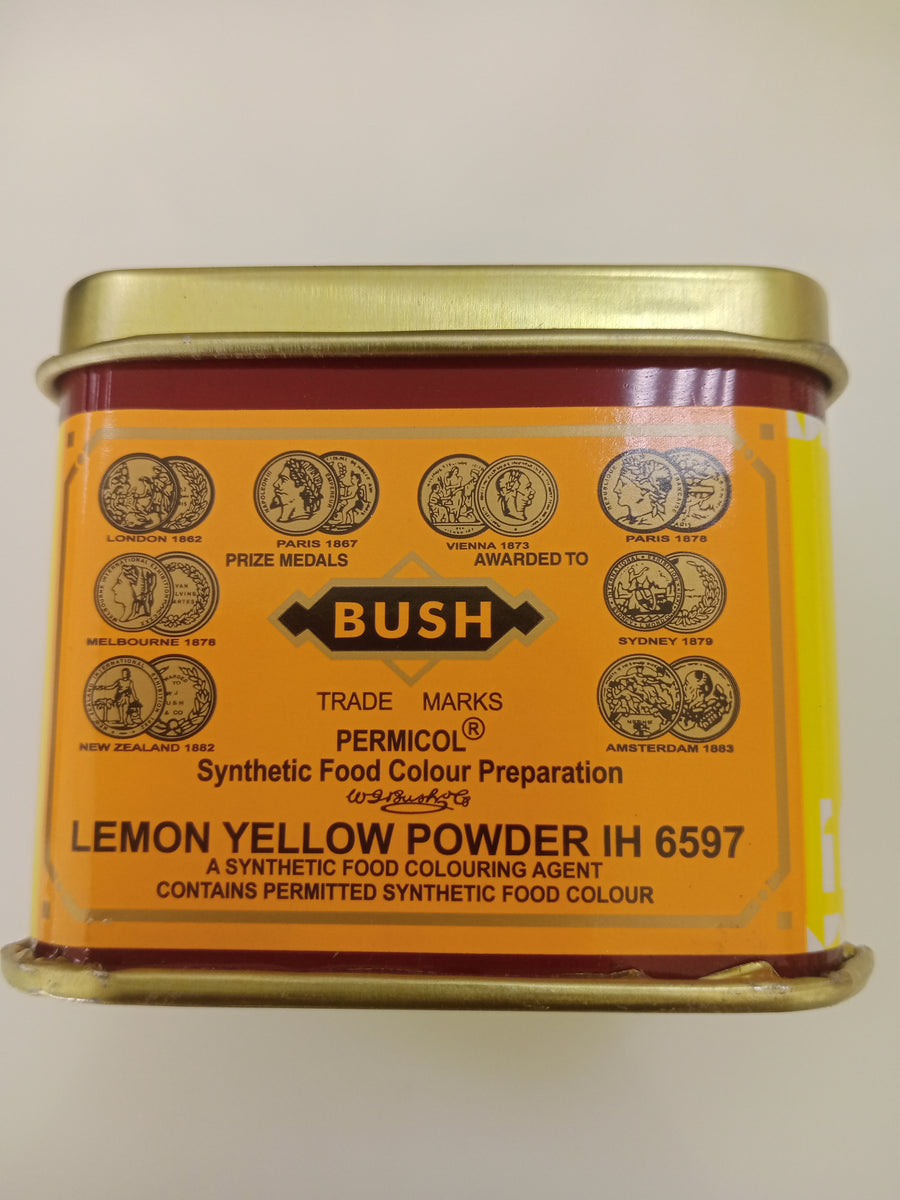 LONDON 1862
PARIS 1867
VIENNA 1873
PARIS 1878
PRIZE MEDALS AWARDED TO
MELBOURNE 1878
BUSH
SYDNEY 1879
TRADE MARKS
NEW ZEALAND 1882
PERMICOL®
AMSTERDAM 1883
Synthetic Food Colour Preparation
W J Bush & Co
LEMON YELLOW POWDER IH 6597
A SYNTHETIC FOOD COLOURING AGENT
CONTAINS PERMITTED SYNTHETIC FOOD COLOUR